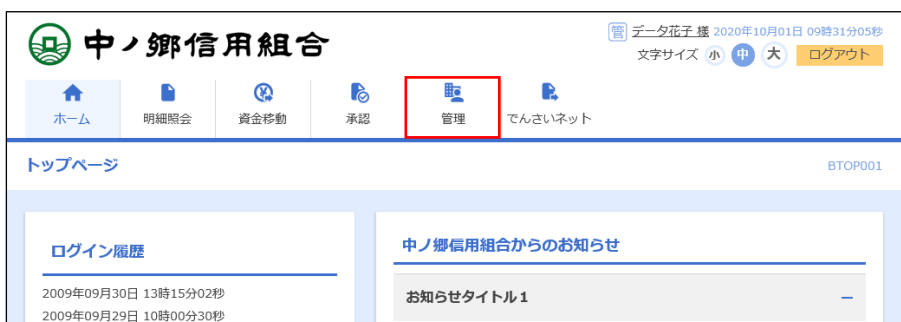 中ノ郷信用組合
管 データ花子 様 2020年10月01日 09時31分05秒
文字サイズ 小 中 大 ログアウト
ホーム 明細照会 資金移動 承認 管理 でんさいネット
トップページ BTOP001
ログイン履歴
2009年09月30日 13時15分02秒
2009年09月29日 10時00分30秒
中ノ郷信用組合からのお知らせ
お知らせタイトル1